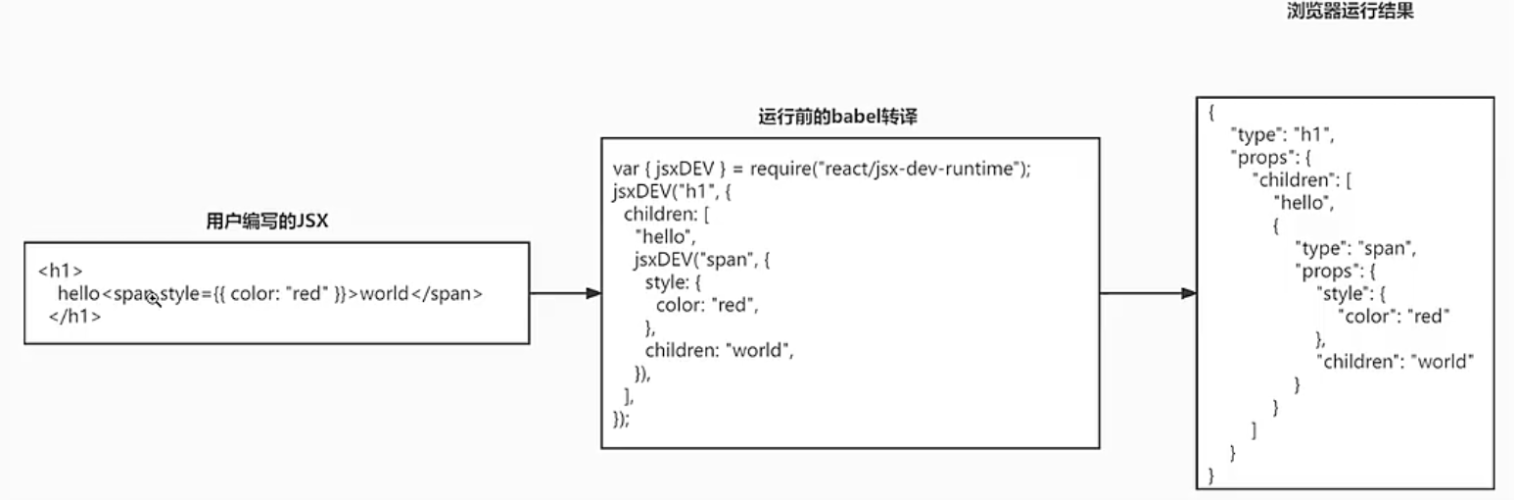 用户编写的JSX
<h1>
hello<span style={{ color: "red" }}>world</span>
</h1>
运行前的babel转译
var { jsxDEV } = require("react/jsx-dev-runtime");
jsxDEV("h1", {
children: [
"hello",
jsxDEV("span", {
style: {
color: "red",
},
children: "world",
}),
],
});
浏览器运行结果
{
"type": "h1",
"props": {
"children": [
"hello",
{
"type": "span",
"props": {
"style": {
"color": "red"
},
"children": "world"
}
}
]
}
}